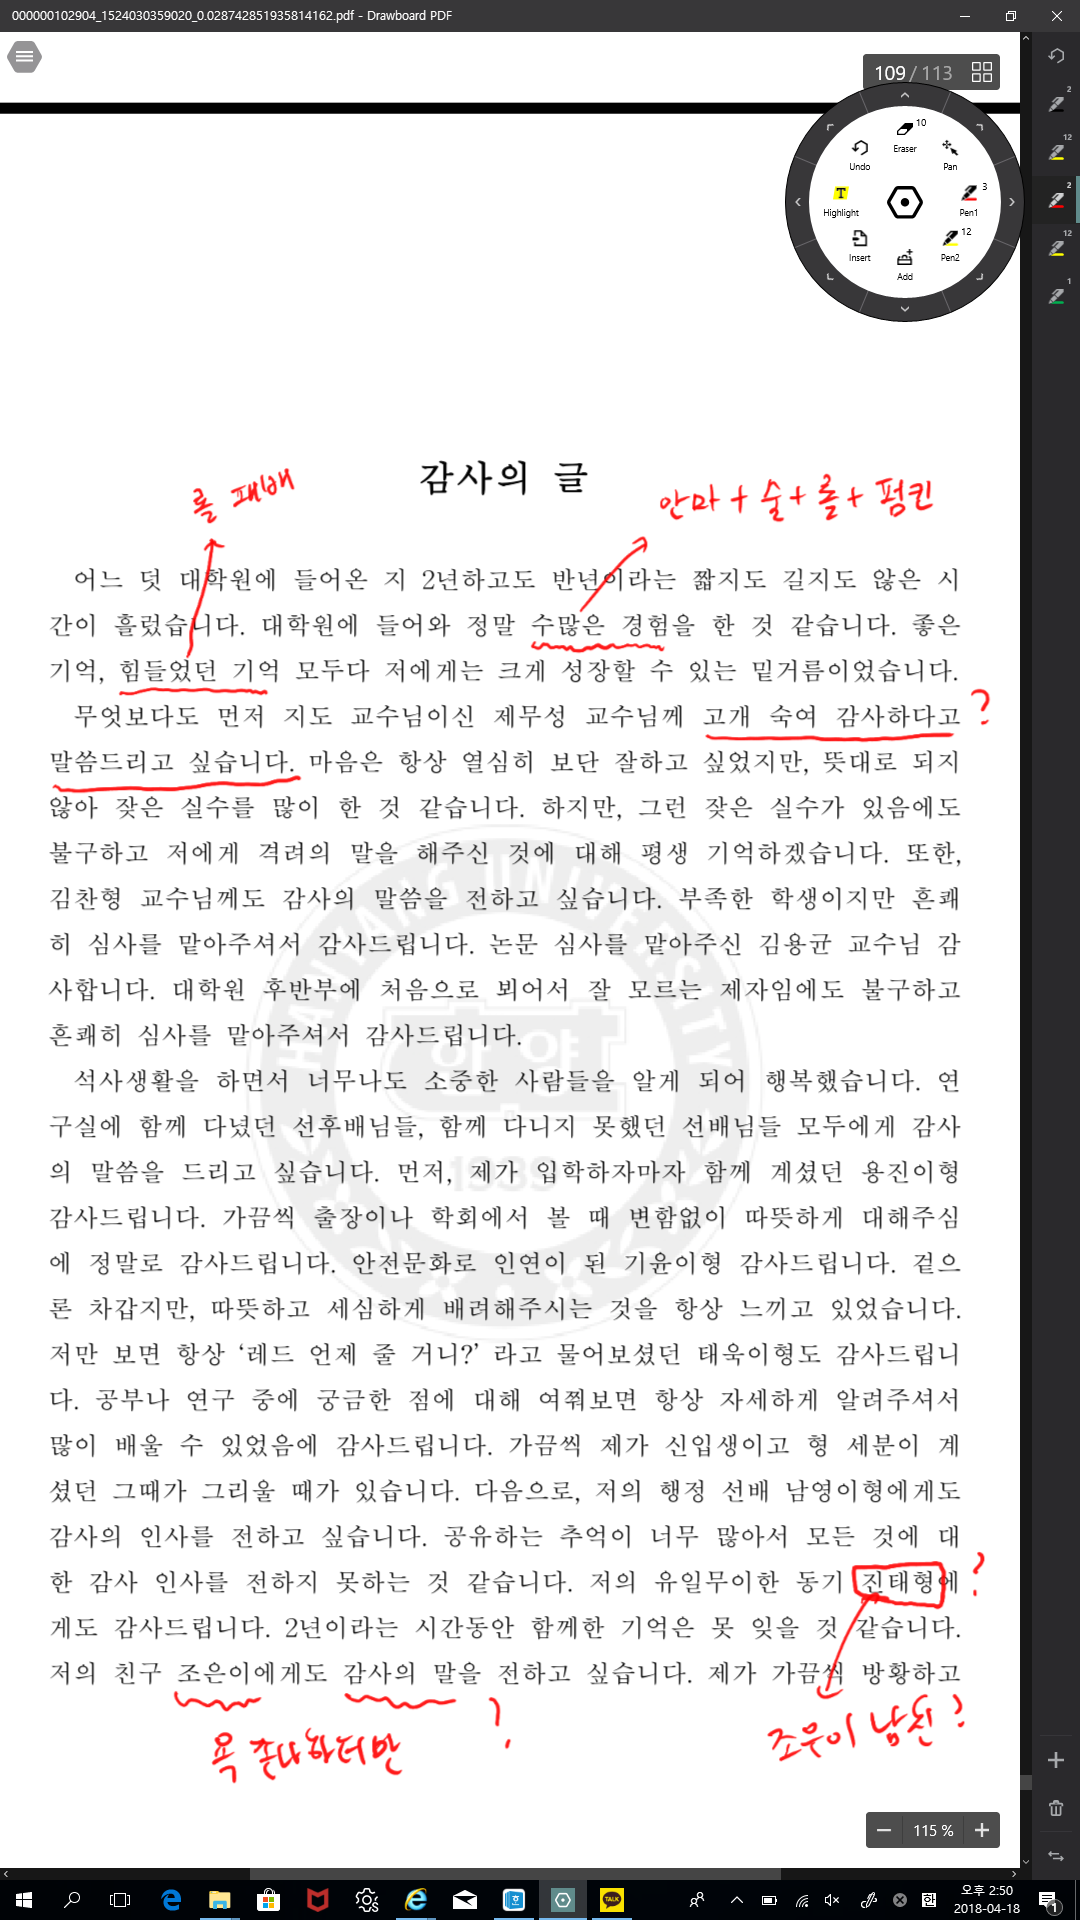 000000102904_1524030359020_0.028742851935814162.pdf - Drawboard PDF
109 / 113
2
12
2
12
1
Eraser 10
Undo
Pan
T
Highlight
Pen1 3
Insert
Pen2 12
Add
감사의 글
롤 패배
안마 + 술 + 롤 + 펌킨
어느 덧 대학원에 들어온 지 2년하고도 반년이라는 짧지도 길지도 않은 시
간이 흘렀습니다. 대학원에 들어와 정말 수많은 경험을 한 것 같습니다. 좋은
기억, 힘들었던 기억 모두다 저에게는 크게 성장할 수 있는 밑거름이었습니다.
무엇보다도 먼저 지도 교수님이신 제무성 교수님께 고개 숙여 감사하다고 ?
말씀드리고 싶습니다. 마음은 항상 열심히 보단 잘하고 싶었지만, 뜻대로 되지
않아 잦은 실수를 많이 한 것 같습니다. 하지만, 그런 잦은 실수가 있음에도
불구하고 저에게 격려의 말을 해주신 것에 대해 평생 기억하겠습니다. 또한,
김찬형 교수님께도 감사의 말씀을 전하고 싶습니다. 부족한 학생이지만 흔쾌
히 심사를 맡아주셔서 감사드립니다. 논문 심사를 맡아주신 김용균 교수님 감
사합니다. 대학원 후반부에 처음으로 뵈어서 잘 모르는 제자임에도 불구하고
흔쾌히 심사를 맡아주셔서 감사드립니다.
석사생활을 하면서 너무나도 소중한 사람들을 알게 되어 행복했습니다. 연
구실에 함께 다녔던 선후배님들, 함께 다니지 못했던 선배님들 모두에게 감사
의 말씀을 드리고 싶습니다. 먼저, 제가 입학하자마자 함께 계셨던 용진이형
감사드립니다. 가끔씩 출장이나 학회에서 볼 때 변함없이 따뜻하게 대해주심
에 정말로 감사드립니다. 안전문화로 인연이 된 기윤이형 감사드립니다. 겉으
론 차갑지만, 따뜻하고 세심하게 배려해주시는 것을 항상 느끼고 있었습니다.
저만 보면 항상 ‘레드 언제 줄 거니?’ 라고 물어보셨던 태욱이형도 감사드립니
다. 공부나 연구 중에 궁금한 점에 대해 여쭤보면 항상 자세하게 알려주셔서
많이 배울 수 있었음에 감사드립니다. 가끔씩 제가 신입생이고 형 세분이 계
셨던 그때가 그리울 때가 있습니다. 다음으로, 저의 행정 선배 남영이형에게도
감사의 인사를 전하고 싶습니다. 공유하는 추억이 너무 많아서 모든 것에 대
한 감사 인사를 전하지 못하는 것 같습니다. 저의 유일무이한 동기 진태형에 ?
게도 감사드립니다. 2년이라는 시간동안 함께한 기억은 못 잊을 것 같습니다.
저의 친구 조은이에게도 감사의 말을 전하고 싶습니다. 제가 가끔씩 방황하고
욕 존나하더만 ?
조은이 남친?
HANYANG UNIVERSITY
한양
1939
115 %
TALK
한
오후 2:50
2018-04-18
1